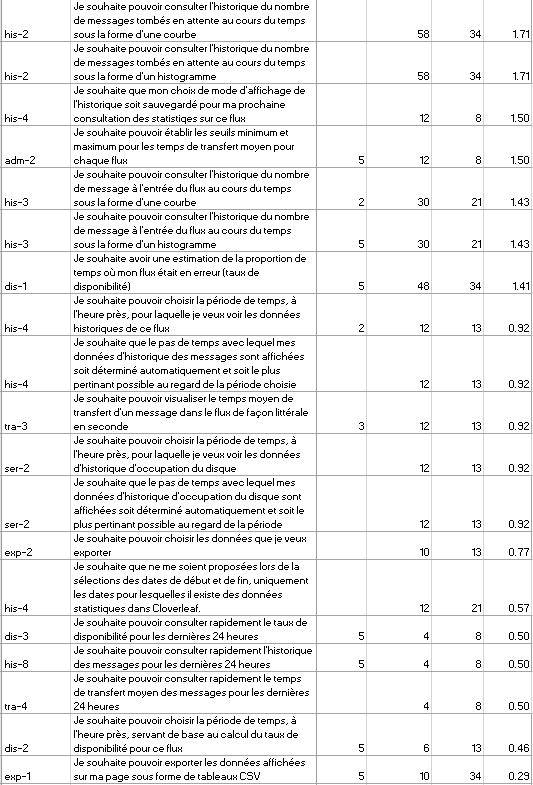 Je souhaite pouvoir consulter l'historique du nombre
de messages tombés en attente au cours du temps
his-2 sous la forme d'une courbe 58 34 1.71
Je souhaite pouvoir consulter l'historique du nombre
de messages tombés en attente au cours du temps
his-2 sous la forme d'un histogramme 58 34 1.71
Je souhaite que mon choix de mode d'affichage de
l'historique soit sauvegardé pour ma prochaine
his-4 consultation des statistiqes sur ce flux 12 8 1.50
Je souhaite pouvoir établir les seuils minimum et
maximum pour les temps de transfert moyen pour
adm-2 chaque flux 5 12 8 1.50
Je souhaite pouvoir consulter l'historique du nombre
de message à l'entrée du flux au cours du temps
his-3 sous la forme d'une courbe 2 30 21 1.43
Je souhaite pouvoir consulter l'historique du nombre
de message à l'entrée du flux au cours du temps
his-3 sous la forme d'un histogramme 5 30 21 1.43
Je souhaite avoir une estimation de la proportion de
temps où mon flux était en erreur (taux de
dis-1 disponibilité) 5 48 34 1.41
Je souhaite pouvoir choisir la période de temps, à
l'heure près, pour laquelle je veux voir les données
his-4 historiques de ce flux 2 12 13 0.92
Je souhaite que le pas de temps avec lequel mes
données d'historique des messages sont affichées
soit déterminé automatiquement et soit le plus
his-4 pertinant possible au regard de la période choisie 12 13 0.92
Je souhaite pouvoir visualiser le temps moyen de
transfert d'un message dans le flux de façon littérale
tra-3 en seconde 3 12 13 0.92
Je souhaite pouvoir choisir la période de temps, à
l'heure près, pour laquelle je veux voir les données
ser-2 d'historique d'occupation du disque 12 13 0.92
Je souhaite que le pas de temps avec lequel mes
données d'historique d'occupation du disque sont
affichées soit déterminé automatiquement et soit le
ser-2 plus pertinant possible au regard de la période 12 13 0.92
Je souhaite pouvoir choisir les données que je veux
exp-2 exporter 10 13 0.77
Je souhaite que ne me soient proposées lors de la
sélections des dates de début et de fin, uniquement
les dates pour lesquelles il existe des données
his-4 statistiques dans Cloverleaf. 12 21 0.57
Je souhaite pouvoir consulter rapidement le taux de
dis-3 disponibilité pour les dernières 24 heures 5 4 8 0.50
Je souhaite pouvoir consulter rapidement l'historique
his-8 des messages pour les dernières 24 heures 5 4 8 0.50
Je souhaite pouvoir consulter rapidement le temps
de transfert moyen des messages pour les dernières
tra-4 24 heures 4 8 0.50
Je souhaite pouvoir choisir la période de temps, à
l'heure près, servant de base au calcul du taux de
dis-2 disponibilité pour ce flux 5 6 13 0.46
Je souhaite pouvoir exporter les données affichées
exp-1 sur ma page sous forme de tableaux CSV 5 10 34 0.29